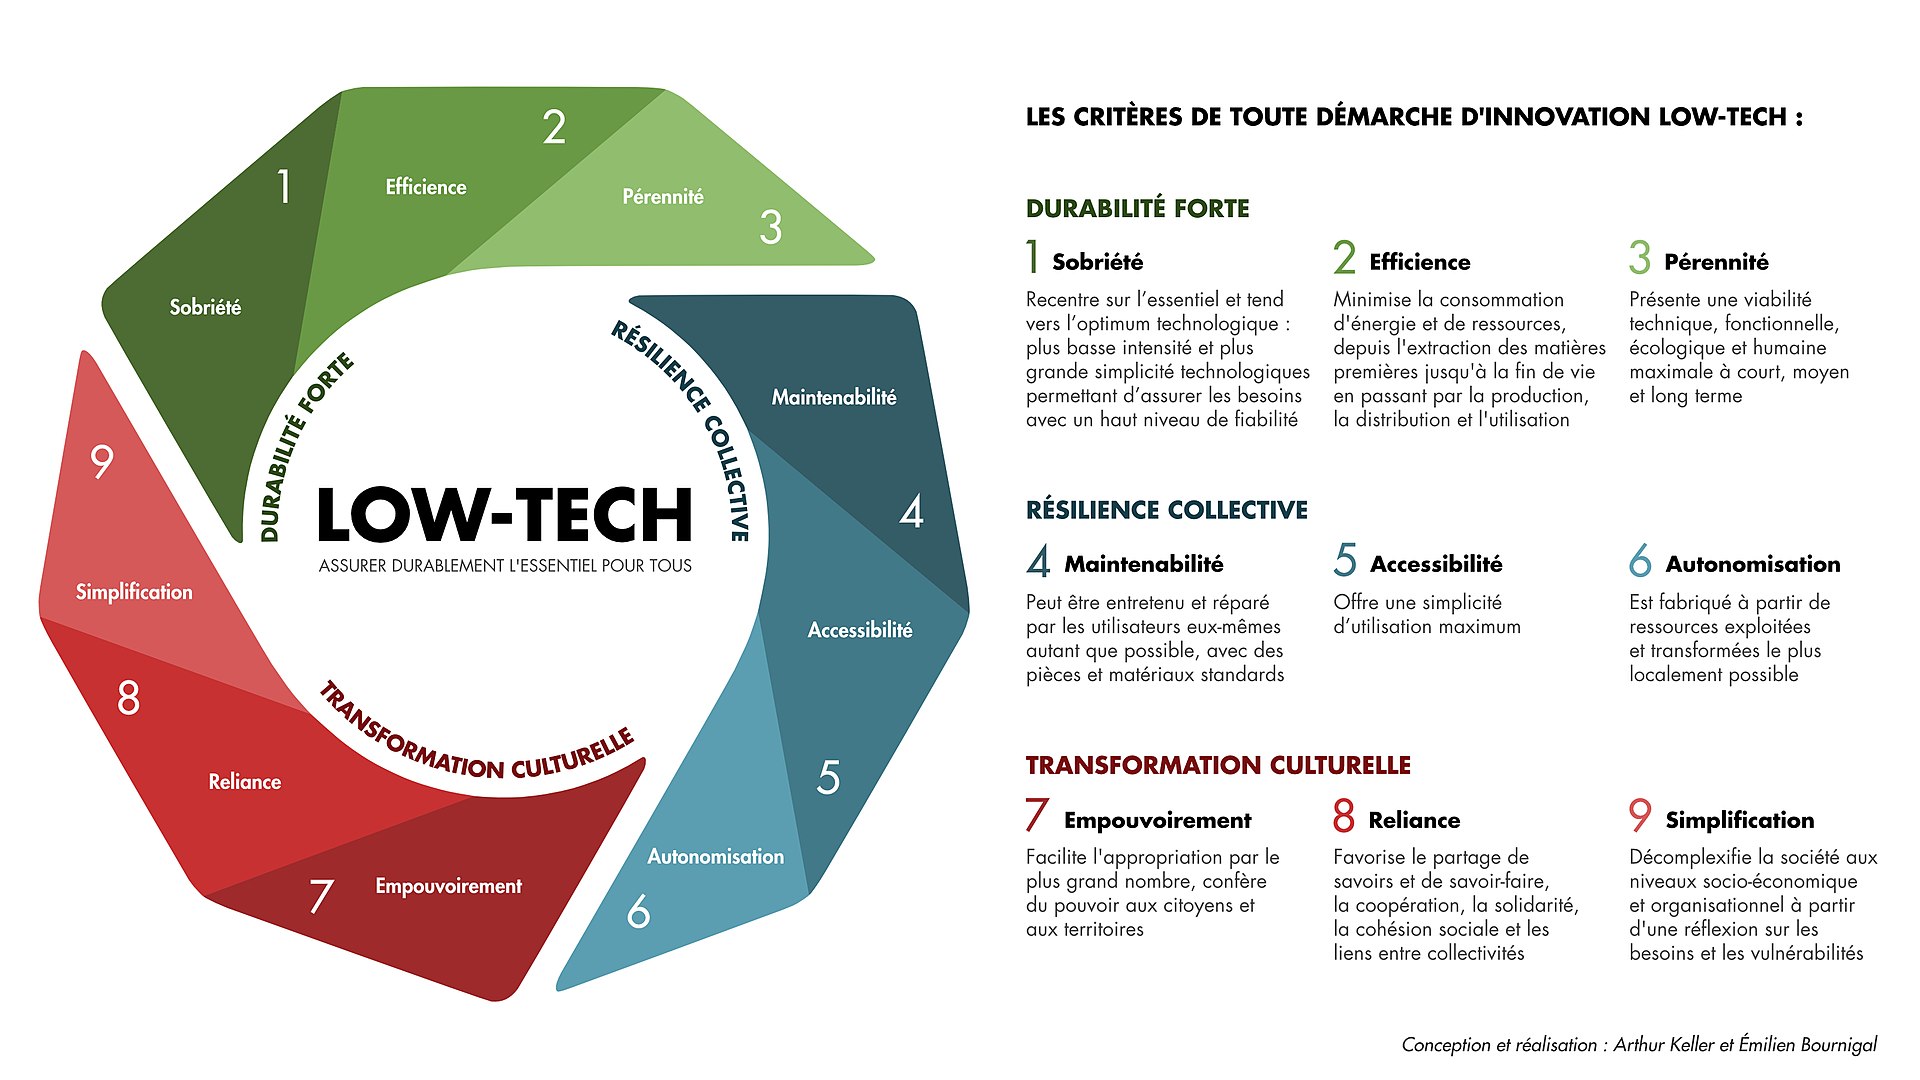 1
Sobriété
2
Efficience
Pérennité
3
Maintenabilité
4
Accessibilité
5
Autonomisation
6
Empouvoirement
7
Reliance
8
Simplification
9
DURABILITÉ FORTE
RÉSILIENCE COLLECTIVE
TRANSFORMATION CULTURELLE
LOW-TECH
ASSURER DURABLEMENT L'ESSENTIEL POUR TOUS
LES CRITÈRES DE TOUTE DÉMARCHE D'INNOVATION LOW-TECH :
DURABILITÉ FORTE
1 Sobriété
Recentre sur l’essentiel et tend
vers l’optimum technologique :
plus basse intensité et plus
grande simplicité technologiques
permettant d’assurer les besoins
avec un haut niveau de fiabilité
2 Efficience
Minimise la consommation
d'énergie et de ressources,
depuis l'extraction des matières
premières jusqu'à la fin de vie
en passant par la production,
la distribution et l'utilisation
3 Pérennité
Présente une viabilité
technique, fonctionnelle,
écologique et humaine
maximale à court, moyen
et long terme
RÉSILIENCE COLLECTIVE
4 Maintenabilité
Peut être entretenu et réparé
par les utilisateurs eux-mêmes
autant que possible, avec des
pièces et matériaux standards
5 Accessibilité
Offre une simplicité
d’utilisation maximum
6 Autonomisation
Est fabriqué à partir de
ressources exploitées
et transformées le plus
localement possible
TRANSFORMATION CULTURELLE
7 Empouvoirement
Facilite l'appropriation par le
plus grand nombre, confère
du pouvoir aux citoyens et
aux territoires
8 Reliance
Favorise le partage de
savoirs et de savoir-faire,
la coopération, la solidarité,
la cohésion sociale et les
liens entre collectivités
9 Simplification
Décomplexifie la société aux
niveaux socio-économique
et organisationnel à partir
d'une réflexion sur les
besoins et les vulnérabilités
Conception et réalisation : Arthur Keller et Émilien Bournigal